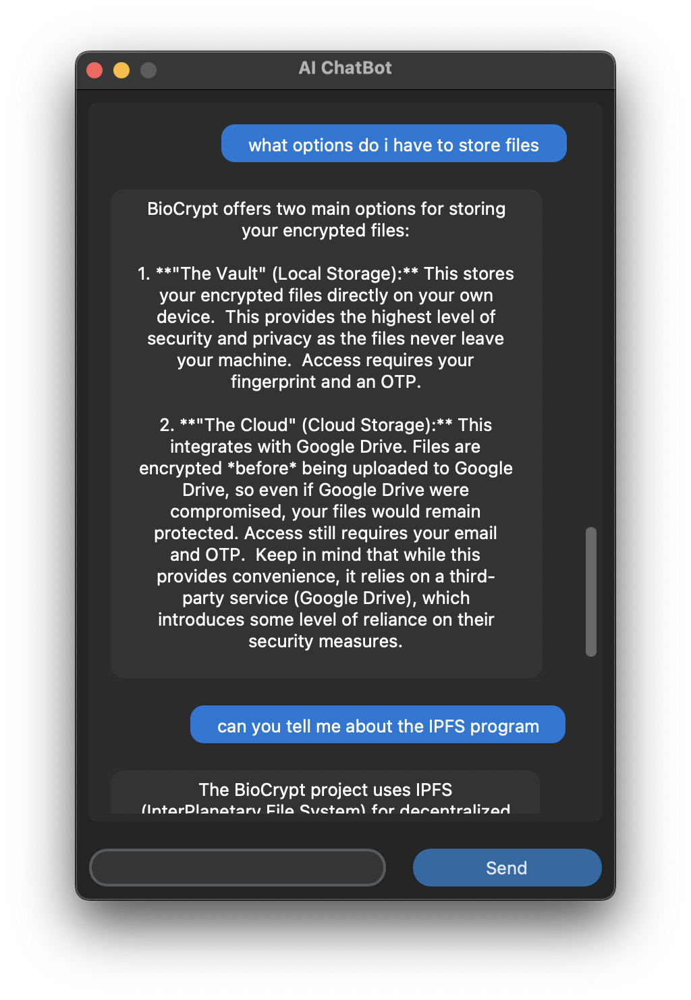 AI ChatBot
what options do i have to store files
BioCrypt offers two main options for storing
your encrypted files:
1. **"The Vault" (Local Storage):** This stores
your encrypted files directly on your own
device.  This provides the highest level of
security and privacy as the files never leave
your machine.  Access requires your
fingerprint and an OTP.
2. **"The Cloud" (Cloud Storage):** This
integrates with Google Drive. Files are
encrypted *before* being uploaded to Google
Drive, so even if Google Drive were
compromised, your files would remain
protected. Access still requires your email
and OTP.  Keep in mind that while this
provides convenience, it relies on a third-
party service (Google Drive), which
introduces some level of reliance on their
security measures.
can you tell me about the IPFS program
The BioCrypt project uses IPFS
(InterPlanetary File System) for decentralized
Send